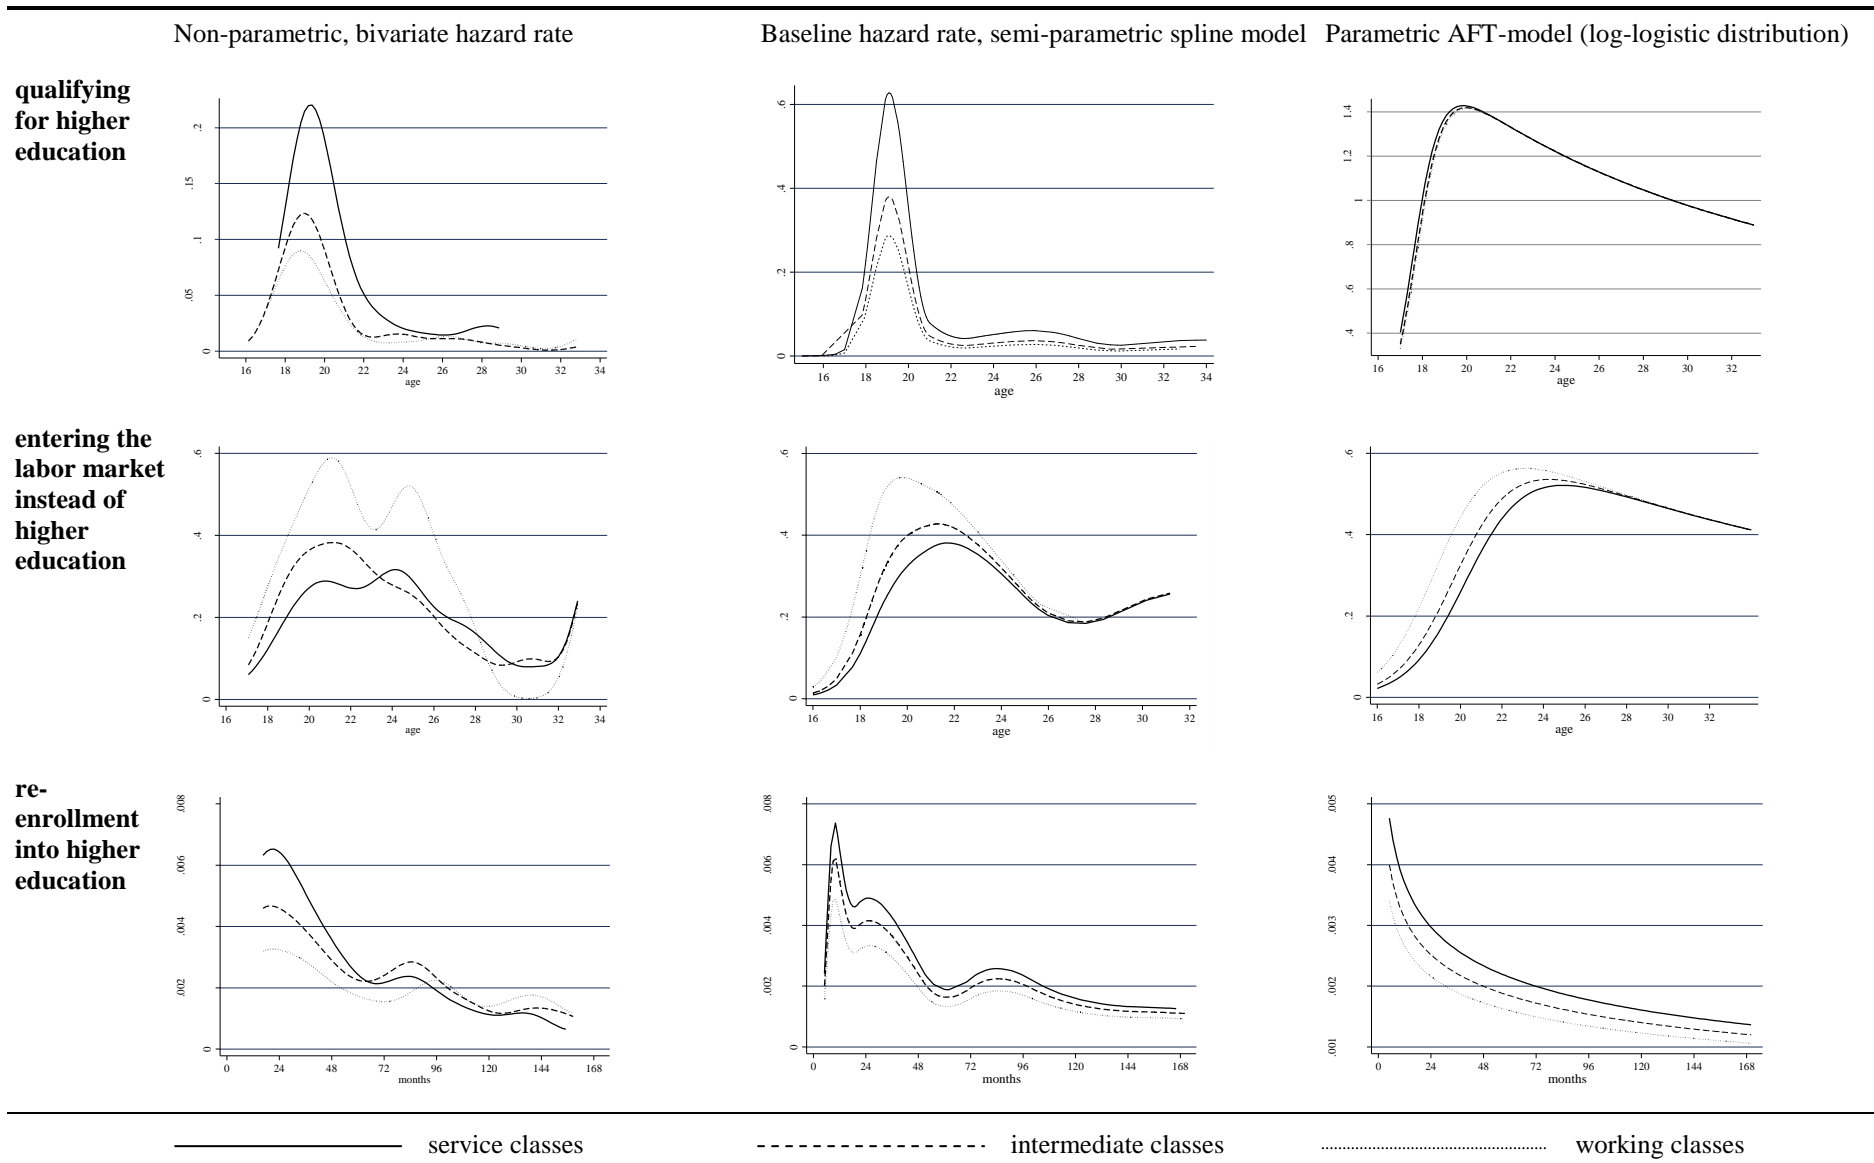 Non-parametric, bivariate hazard rate
Baseline hazard rate, semi-parametric spline model
Parametric AFT-model (log-logistic distribution)
qualifying
for higher
education
.2
.15
.1
.05
0
16 18 20 22 24 26 28 30 32 34
age
.6
.4
.2
0
16 18 20 22 24 26 28 30 32 34
age
1.4
1.2
1
.8
.6
.4
16 18 20 22 24 26 28 30 32
age
entering the
labor market
instead of
higher
education
.6
.4
.2
0
16 18 20 22 24 26 28 30 32 34
age
.6
.4
.2
0
16 18 20 22 24 26 28 30 32
age
.6
.4
.2
0
16 18 20 22 24 26 28 30 32
age
re-
enrollment
into higher
education
.008
.006
.004
.002
0
0 24 48 72 96 120 144 168
months
.008
.006
.004
.002
0
0 24 48 72 96 120 144 168
months
.005
.004
.003
.002
.001
0 24 48 72 96 120 144 168
months
service classes
intermediate classes
working classes